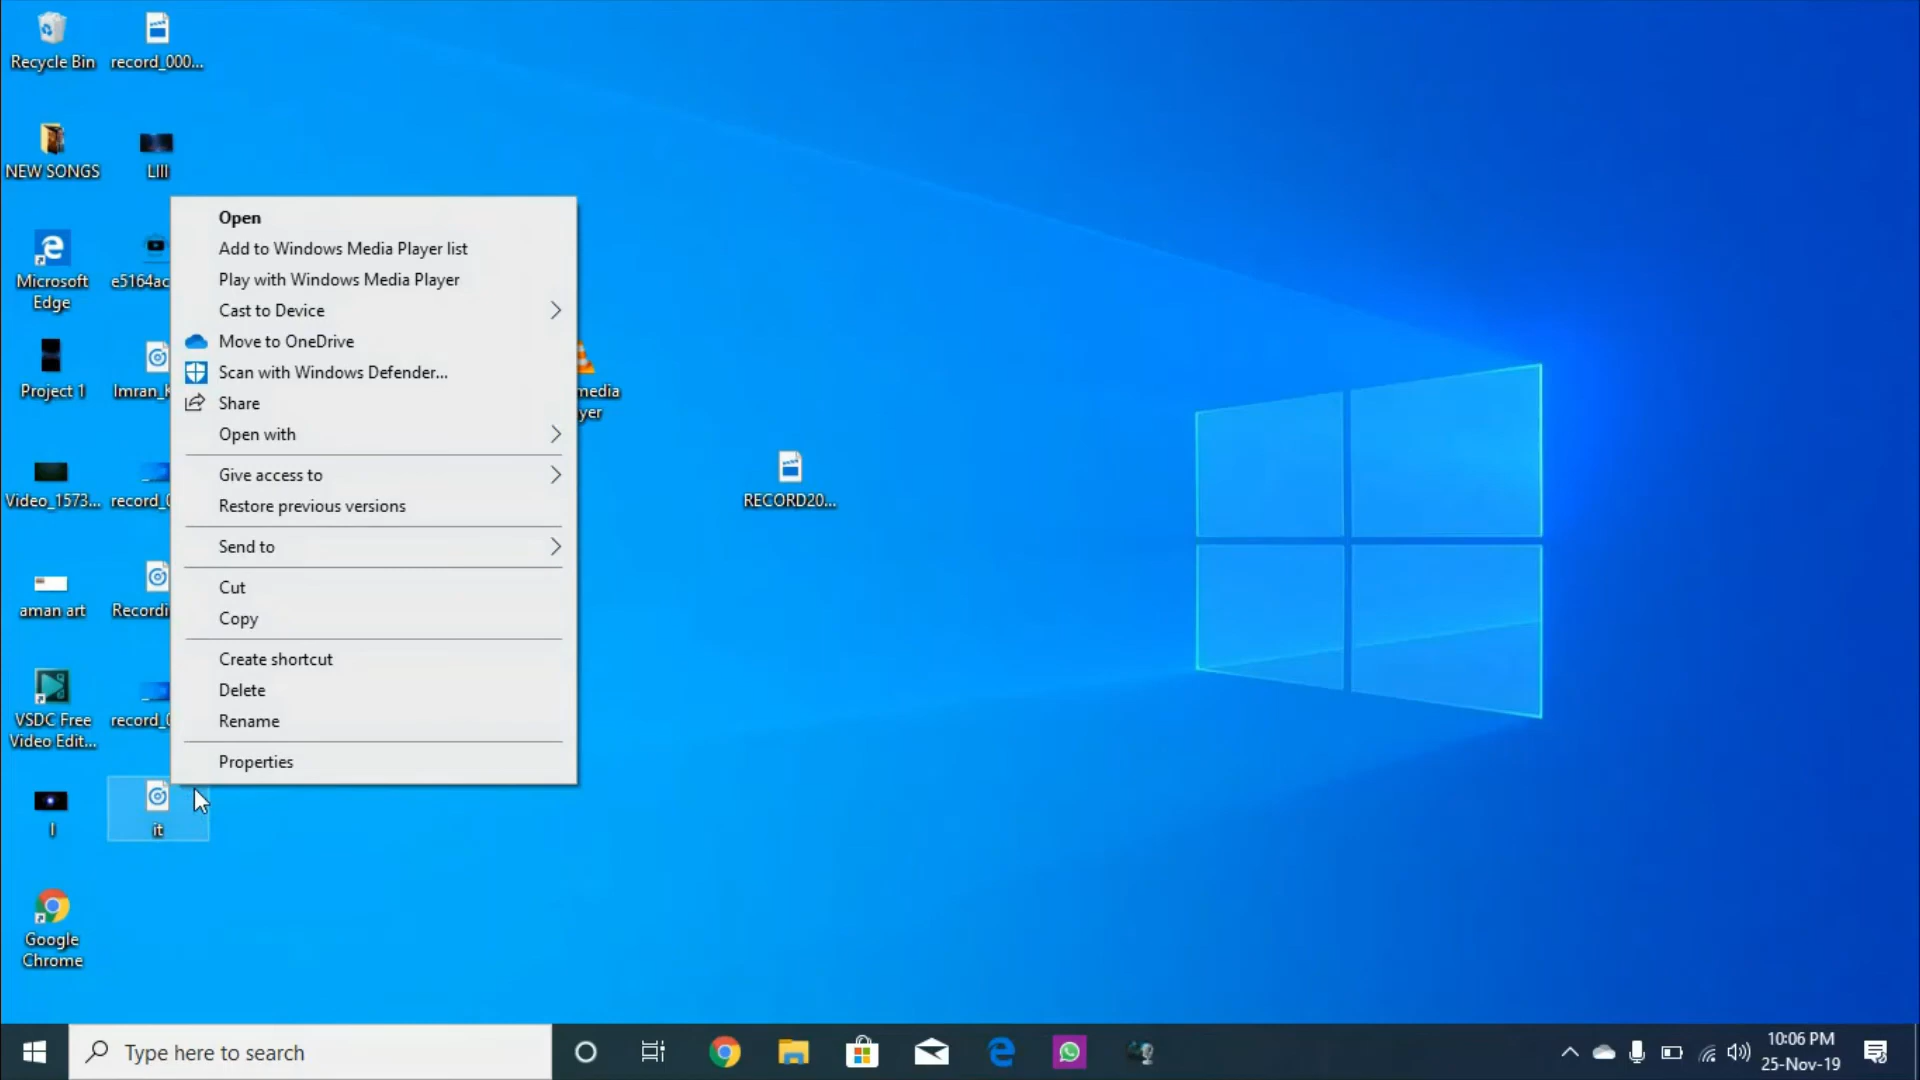 Recycle Bin
record_000...
NEW SONGS
LIII
Microsoft
Edge
e5164ac
Project 1
Imran_K
Video_1573...
record_0
aman art
Recordi
VSDC Free
Video Edit...
record_0
I
it
Google
Chrome
Open
Add to Windows Media Player list
Play with Windows Media Player
Cast to Device
Move to OneDrive
Scan with Windows Defender...
Share
Open with
Give access to
Restore previous versions
Send to
Cut
Copy
Create shortcut
Delete
Rename
Properties
media
yer
RECORD20...
Type here to search
10:06 PM
25-Nov-19